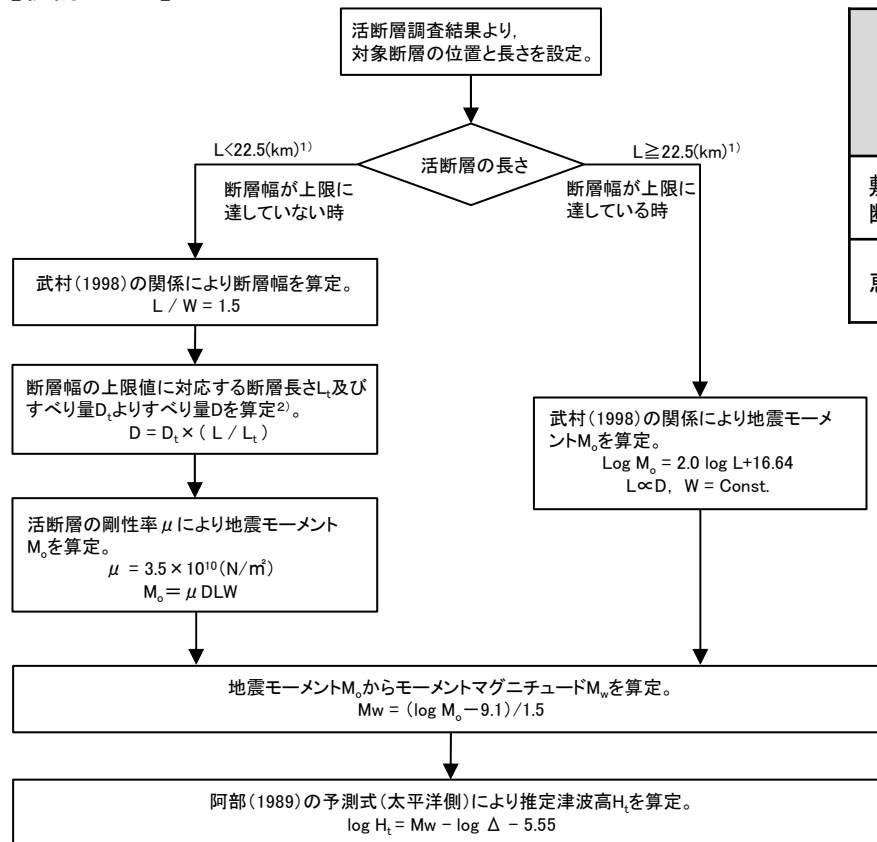 活断層調査結果より,
対象断層の位置と長さを設定。
活断層の長さ
L<22.5(km)¹⁾
断層幅が上限に
達していない時
L≧22.5(km)¹⁾
断層幅が上限に
達している時
武村(1998)の関係により断層幅を算定。
L / W = 1.5
断層幅の上限値に対応する断層長さLₜ及び
すべり量DₜよりすべりDを算定²⁾。
D = Dₜ × ( L / Lₜ )
活断層の剛性率μにより地震モーメント
Mₒを算定。
μ = 3.5 × 10¹⁰(N/㎡)
Mₒ= μ DLW
武村(1998)の関係により地震モーメ
ントMₒを算定。
Log Mₒ = 2.0 log L+16.64
L∝D, W = Const.
地震モーメントMₒからモーメントマグニチュードM_wを算定。
Mw = (log Mₒ−9.1)/1.5
阿部(1989)の予測式(太平洋側)により推定津波高Hₜを算定。
log Hₜ = Mw - log Δ - 5.55
断